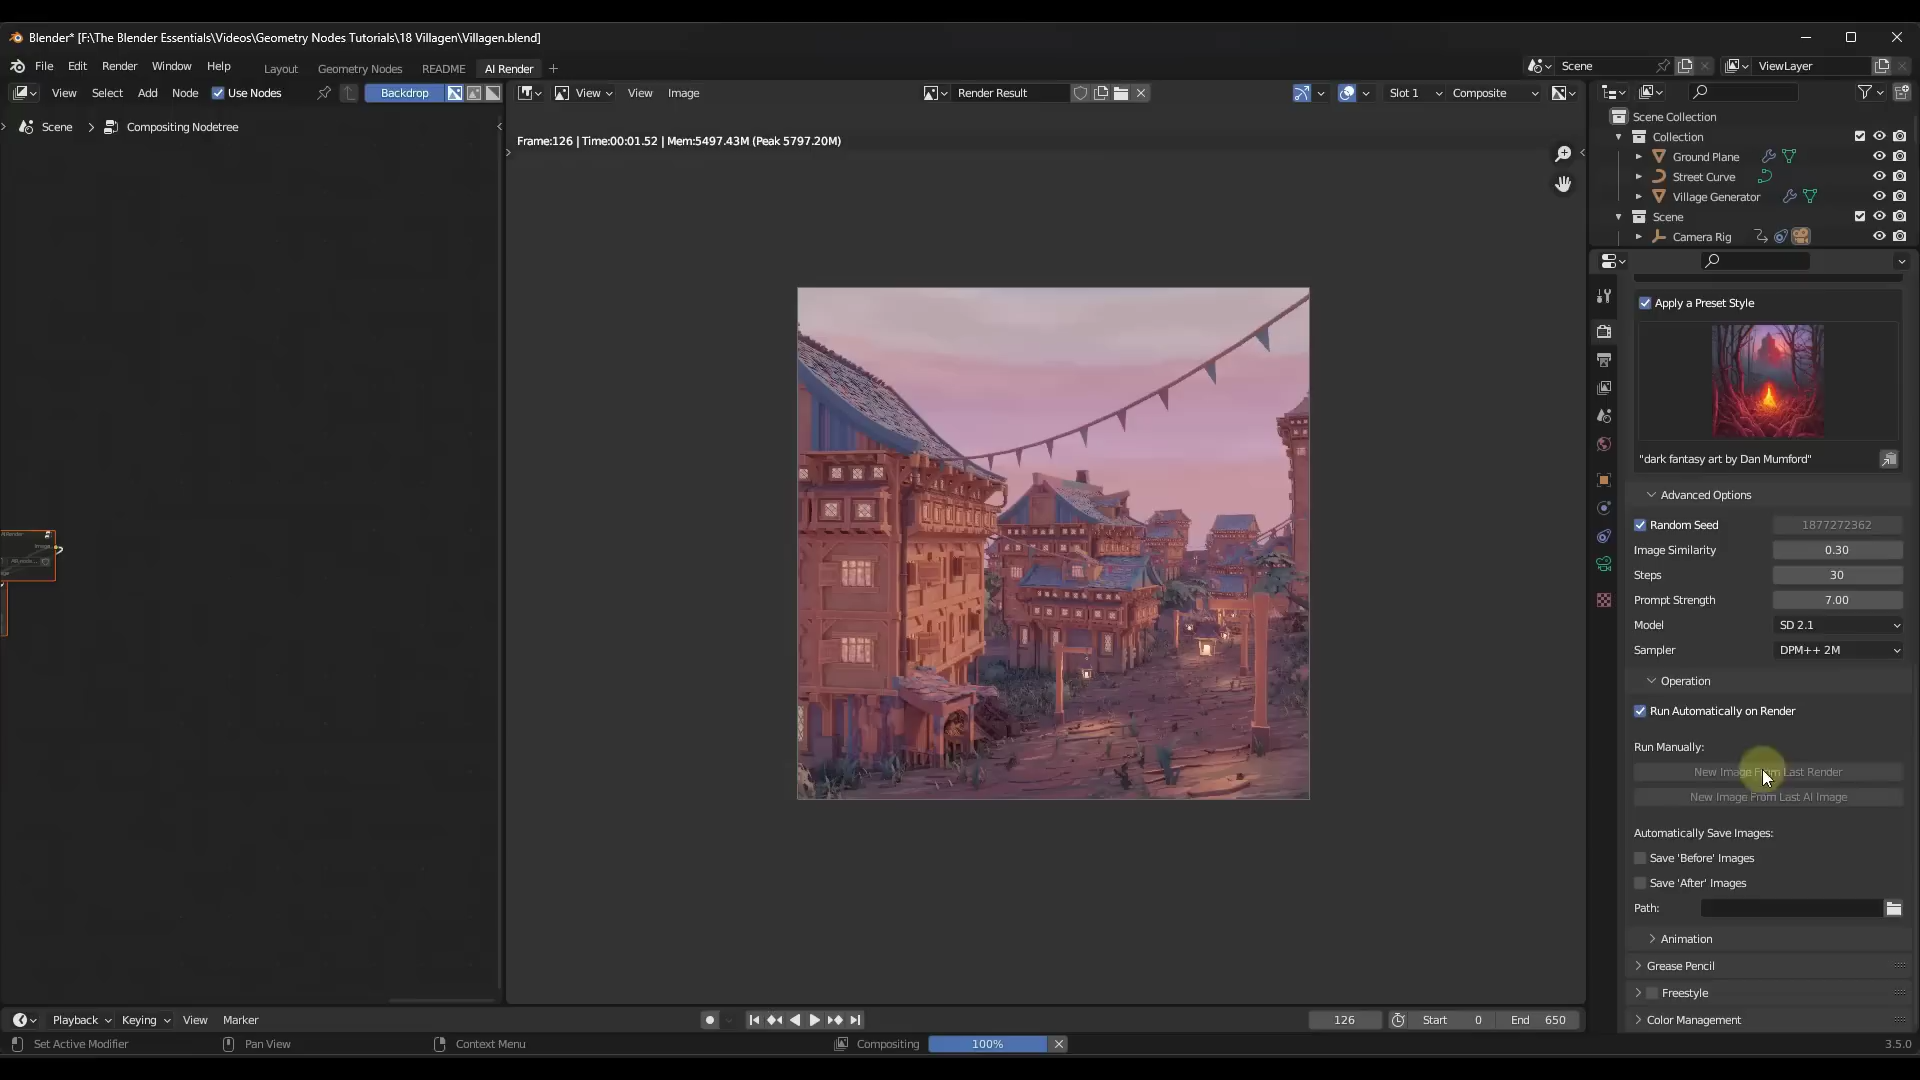 Blender* [F:\The Blender Essentials\Videos\Geometry Nodes Tutorials\18 Villagen\Villagen.blend]
File Edit Render Window Help Layout Geometry Nodes README AI Render + Scene ViewLayer
View Select Add Node Use Nodes Backdrop View View Image Render Result Slot 1 Composite
Scene > Compositing Nodetree
Frame:126 | Time:00:01.52 | Mem:5497.43M (Peak 5797.20M)
Scene Collection
Collection
Ground Plane
Street Curve
Village Generator
Scene
Camera Rig
Apply a Preset Style
"dark fantasy art by Dan Mumford"
Advanced Options
Random Seed 1877272362
Image Similarity 0.30
Steps 30
Prompt Strength 7.00
Model SD 2.1
Sampler DPM++ 2M
Operation
Run Automatically on Render
Run Manually:
New Image From Last Render
New Image From Last AI Image
Automatically Save Images:
Save 'Before' Images
Save 'After' Images
Path:
Animation
Grease Pencil
Freestyle
Color Management
Playback Keying View Marker 126 Start 0 End 650
Set Active Modifier Pan View Context Menu Compositing 100% 3.5.0